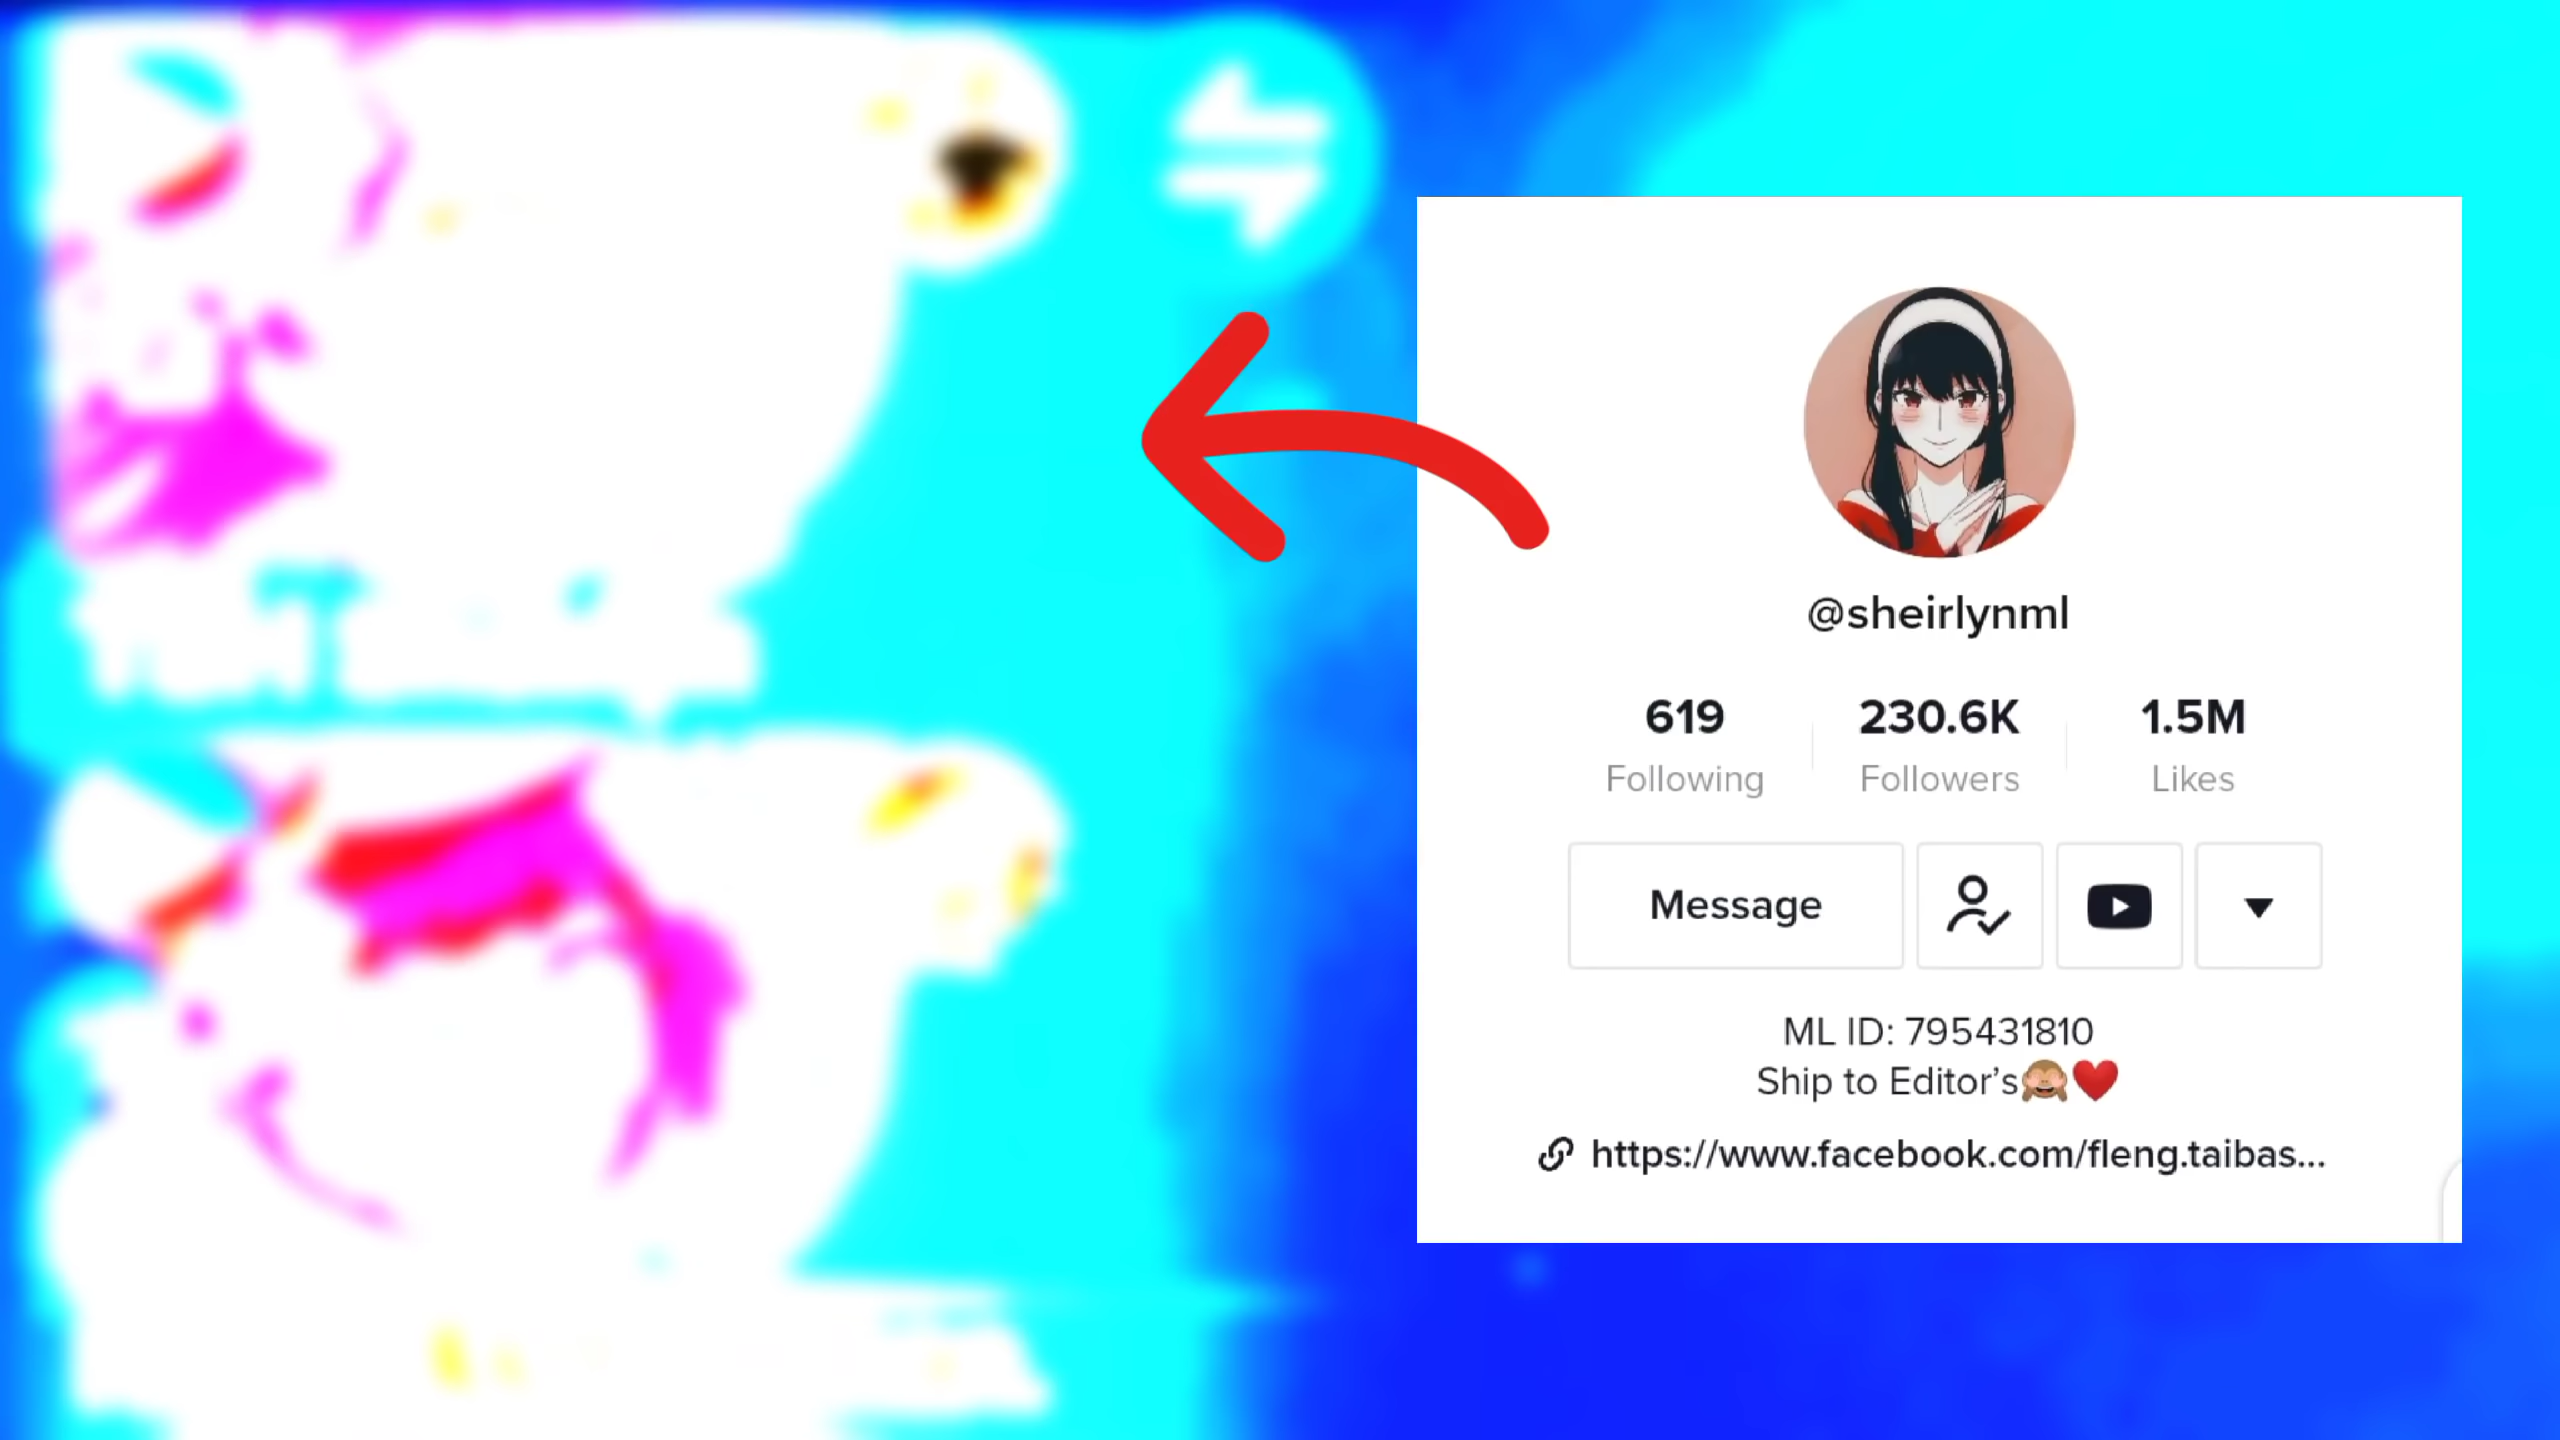 @sheirlynml
619 230.6K 1.5M
Following Followers Likes
Message
ML ID: 795431810
Ship to Editor’s🙈❤️
https://www.facebook.com/fleng.taibas...